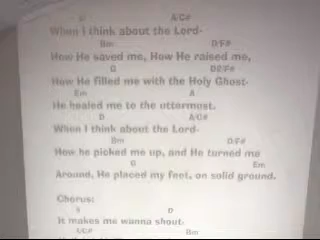 D A/C#
When I think about the Lord-
Bm D/F#
How He saved me, How He raised me,
G D2/F#
How He filled me with the Holy Ghost-
Em A
He healed me to the uttermost.
D A/C#
When I think about the Lord-
Bm D/F#
How he picked me up, and He turned me
G Em
Around, He placed my feet, on solid ground.
Chorus:
D
It makes me wanna shout-
Bm